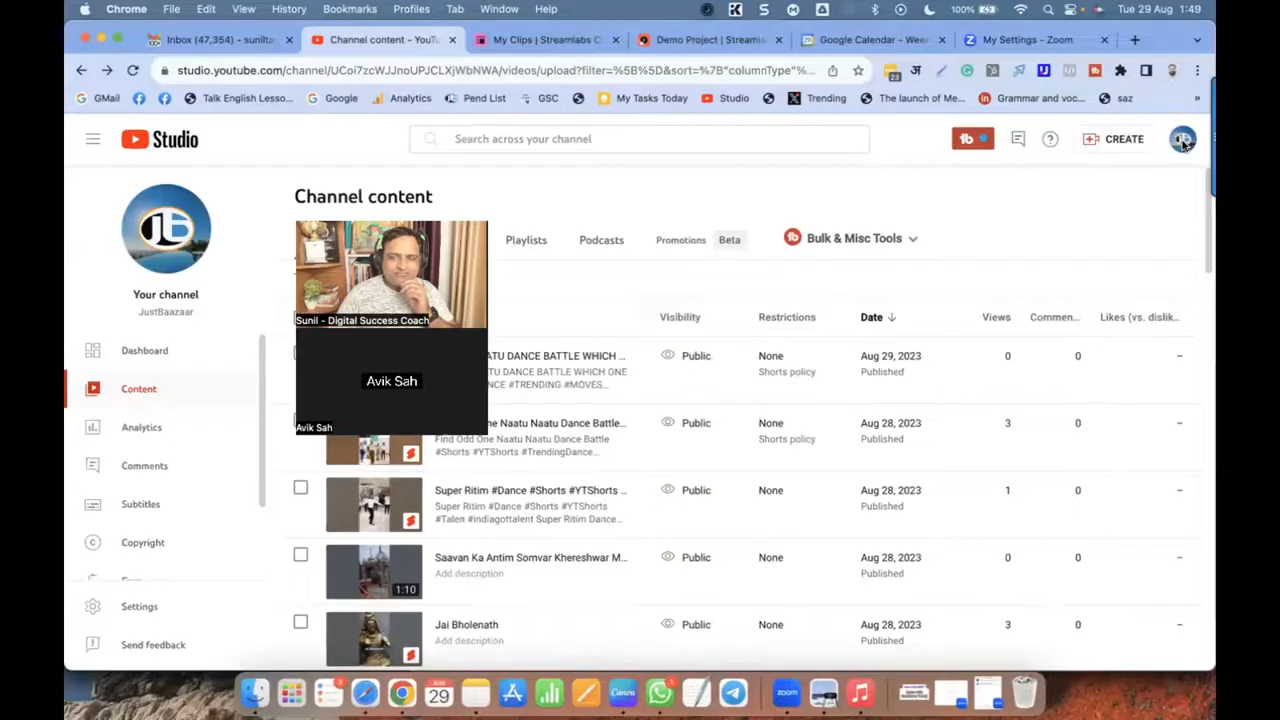 Chrome File Edit View History Bookmarks Profiles Tab Window Help 100% Tue 29 Aug 1:49
Inbox (47,354) - sunilta Channel content - YouTu My Clips | Streamlabs C Demo Project | Streamla Google Calendar - Wee My Settings - Zoom
studio.youtube.com/channel/UCoi7zcWJJnoUPJCLXjWbNWA/videos/upload?filter=%5B%5D&sort=%7B"columnType"%...
GMail Talk English Lesso... Google Analytics Pend List GSC My Tasks Today Studio Trending The launch of Me... Grammar and voc... saz »
Studio Search across your channel CREATE
Channel content
Playlists Podcasts Promotions Beta Bulk & Misc Tools
Your channel
JustBaazaar
Dashboard
Content
Analytics
Comments
Subtitles
Copyright
Settings
Send feedback
Sunil - Digital Success Coach
Avik Sah
Avik Sah
Visibility Restrictions Date Views Commen... Likes (vs. dislik...
ATU DANCE BATTLE WHICH ... Public None Aug 29, 2023 0 0 –
DANCE BATTLE WHICH ONE Shorts policy Published
NCE #TRENDING #MOVES...
ne Naatu Naatu Dance Battle... Public None Aug 28, 2023 3 0 –
Find Odd One Naatu Naatu Dance Battle Shorts policy Published
#Shorts #YTShorts #TrendingDance...
Super Ritim #Dance #Shorts #YTShorts ... Public None Aug 28, 2023 1 0 –
Super Ritim #Dance #Shorts #YTShorts Published
#Talen #indiagottalent Super Ritim Dance...
Saavan Ka Antim Somvar Khereshwar M... Public None Aug 28, 2023 0 0 –
Add description Published
1:10
Jai Bholenath Public None Aug 28, 2023 3 0 –
Add description Published